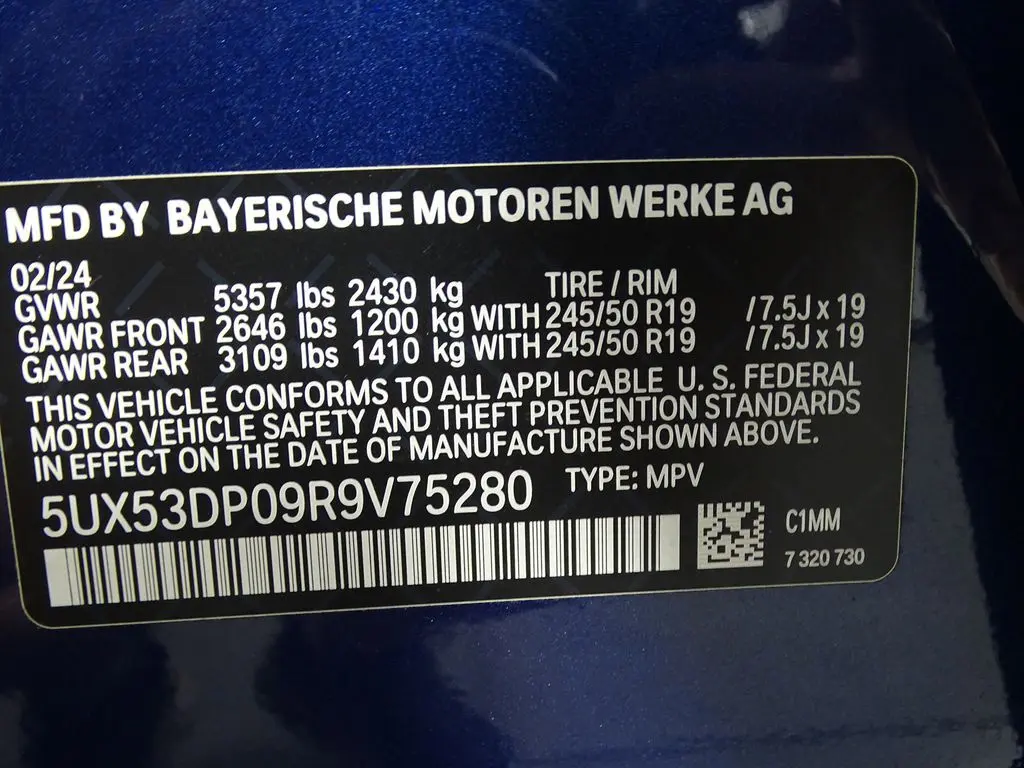 MFD BY BAYERISCHE MOTOREN WERKE AG
02/24 TIRE / RIM
GVWR 5357 lbs 2430 kg
GAWR FRONT 2646 lbs 1200 kg WITH 245/50 R19 /7.5J x 19
GAWR REAR 3109 lbs 1410 kg WITH 245/50 R19 /7.5J x 19
THIS VEHICLE CONFORMS TO ALL APPLICABLE U. S. FEDERAL
MOTOR VEHICLE SAFETY AND THEFT PREVENTION STANDARDS
IN EFFECT ON THE DATE OF MANUFACTURE SHOWN ABOVE.
5UX53DP09R9V75280 TYPE: MPV
C1MM
7 320 730